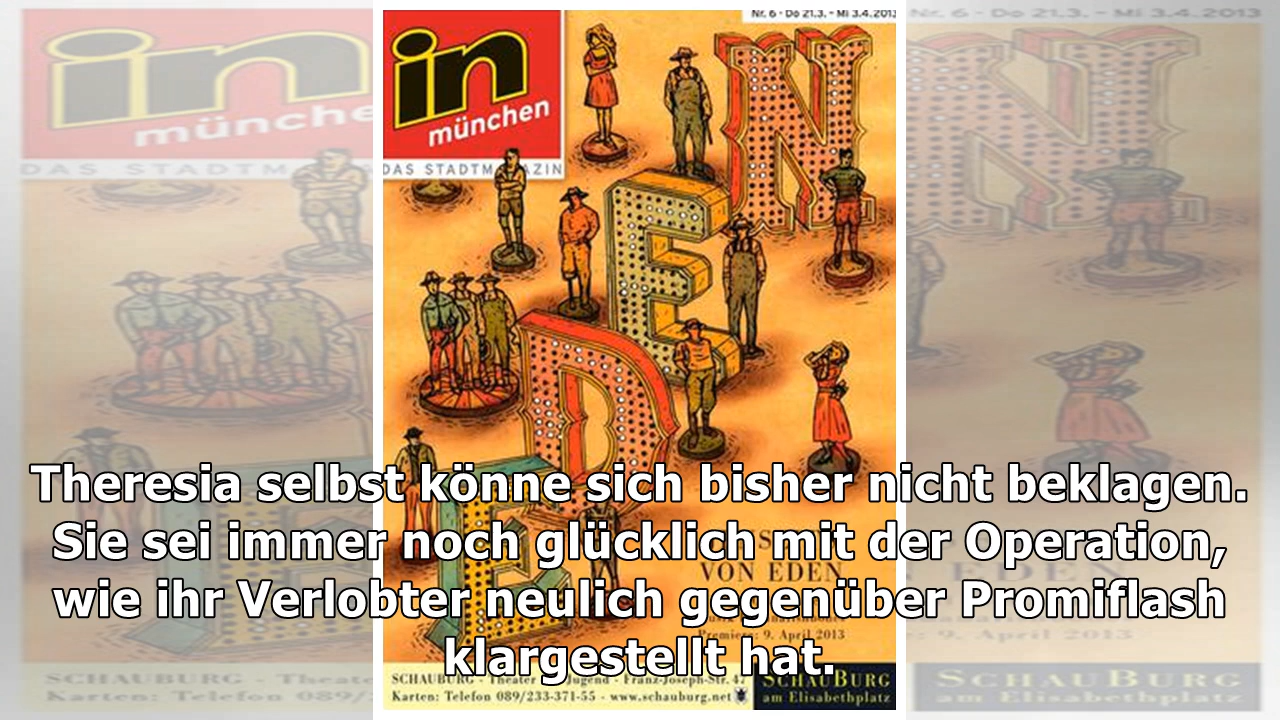 Nr. 6 - Do 21.3. - Mi 3.4.2013
in
münchen
DAS STADTM AZIN
EDEN
Theresia selbst könne sich bisher nicht beklagen.
Sie sei immer noch glücklich mit der Operation,
wie ihr Verlobter neulich gegenüber Promiflash
klargestellt hat.
VON EDEN
Premiere: 9. April 2013
SCHAUBURG - Theater Jugend - Franz-Joseph-Str. 47
Karten: Telefon 089/233-371-55 - www.schauburg.net
SCHAUBURG
am Elisabethplatz